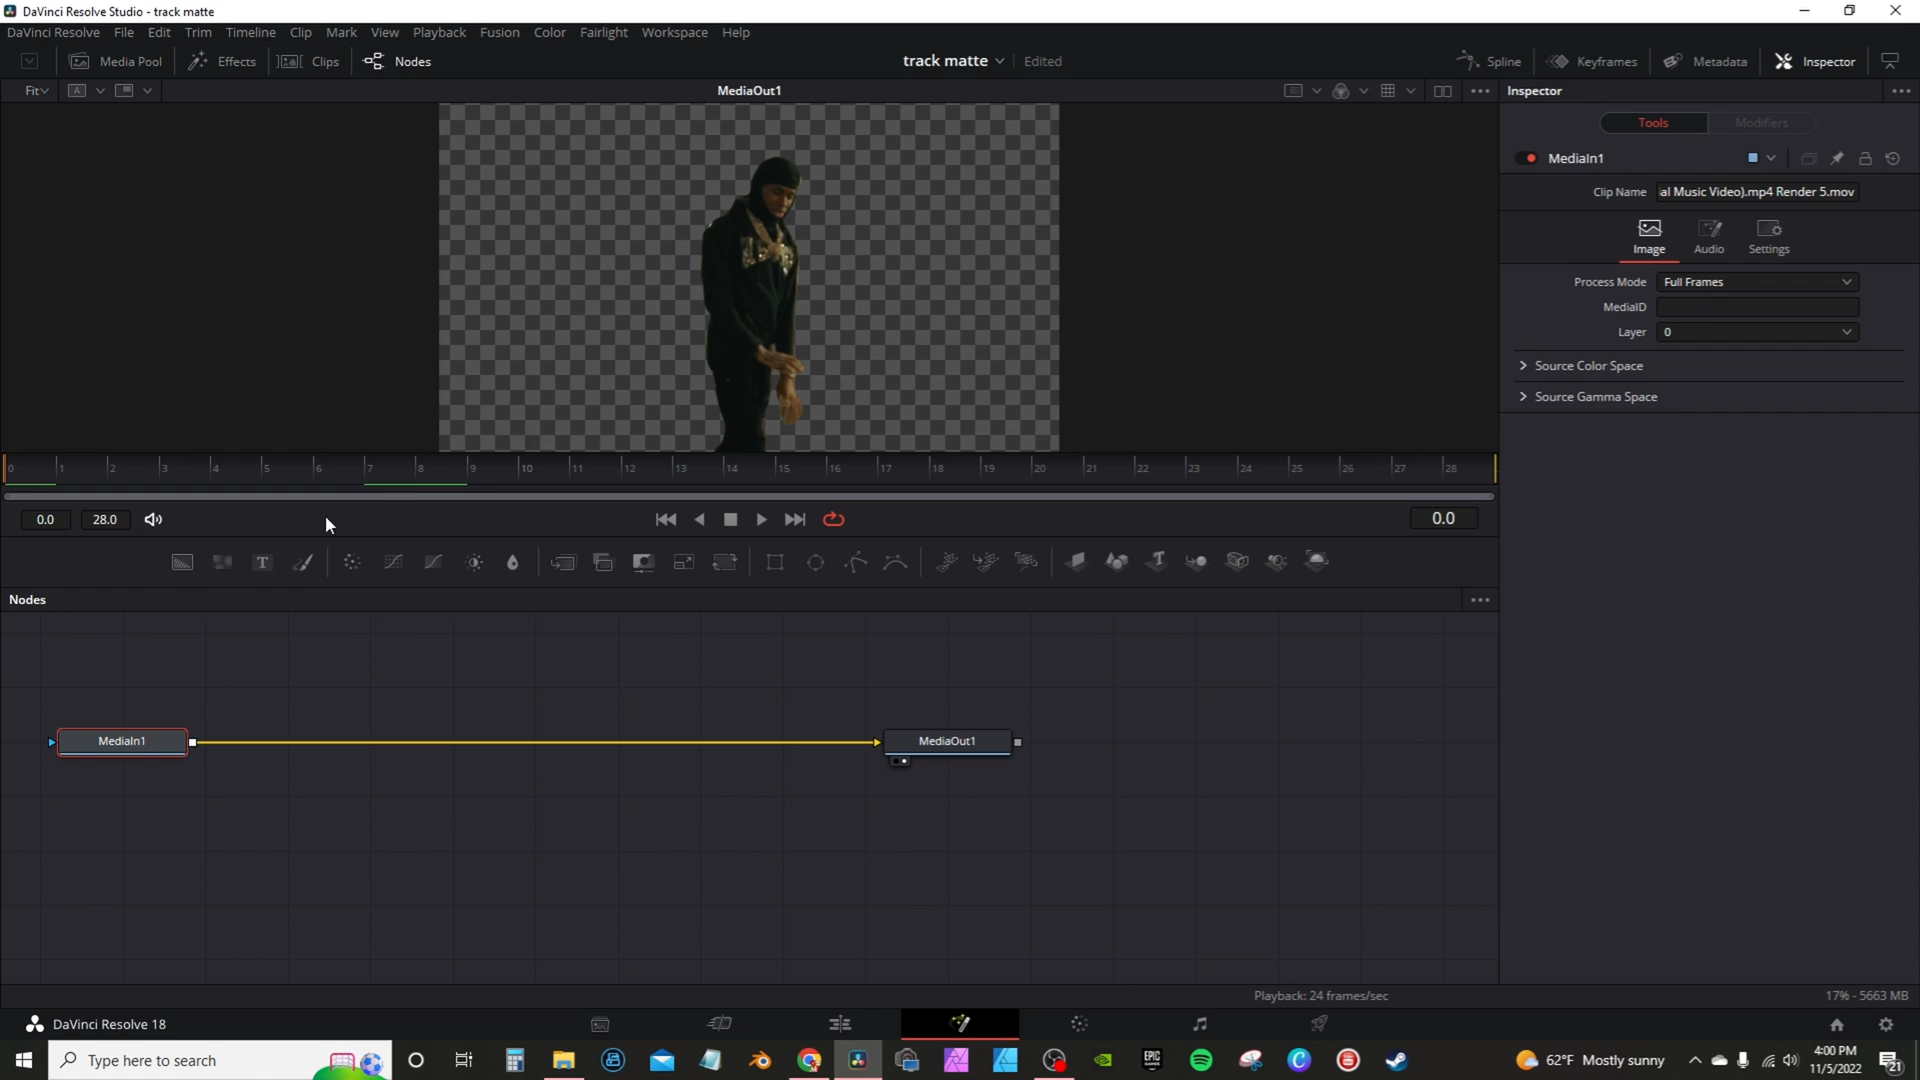 DaVinci Resolve Studio - track matte
DaVinci Resolve File Edit Trim Timeline Clip Mark View Playback Fusion Color Fairlight Workspace Help
Media Pool Effects Clips Nodes track matte Edited Spline Keyframes Metadata Inspector
Fit A MediaOut1 Inspector
Tools Modifiers
MediaIn1
Clip Name al Music Video).mp4 Render 5.mov
Image Audio Settings
Process Mode Full Frames
MediaID
Layer 0
Source Color Space
Source Gamma Space
0 1 2 3 4 5 6 7 8 9 10 11 12 13 14 15 16 17 18 19 20 21 22 23 24 25 26 27 28
0.0 28.0 0.0
T T
Nodes
MediaIn1 MediaOut1
Playback: 24 frames/sec 17% - 5663 MB
DaVinci Resolve 18
Type here to search
EPIC GAMES
62°F Mostly sunny
4:00 PM
11/5/2022
21